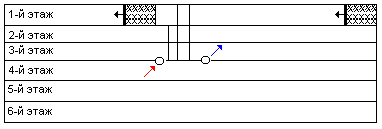 1-й этаж
2-й этаж
3-й этаж
4-й этаж
5-й этаж
6-й этаж